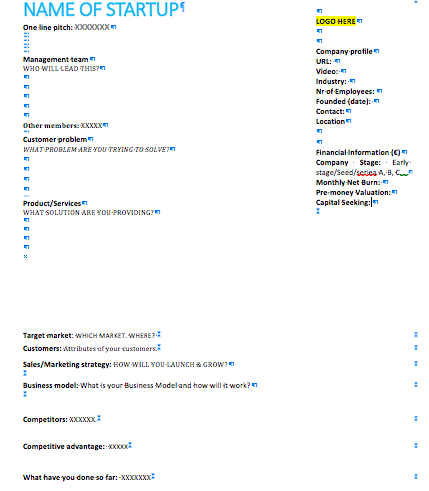 NAME OF STARTUP
One line pitch: XXXXXXX
Management team
WHO WILL LEAD THIS?
Other members: XXXXX
Customer problem
WHAT PROBLEM ARE YOU TRYING TO SOLVE?
Product/Services
WHAT SOLUTION ARE YOU PROVIDING?
LOGO HERE
Company profile
URL:
Video:
Industry:
Nr of Employees:
Founded (date):
Contact:
Location
Financial Information (€)
Company Stage: Early
stage/Seed/seriea A, B, C...
Monthly Net Burn:
Pre-money Valuation:
Capital Seeking:
Target market: WHICH MARKET. WHERE?
Customers: Attributes of your customers.
Sales/Marketing strategy: HOW WILL YOU LAUNCH & GROW?
Business model: What is your Business Model and how will it work?
Competitors: XXXXXX.
Competitive advantage: XXXXX
What have you done so far: XXXXXXX